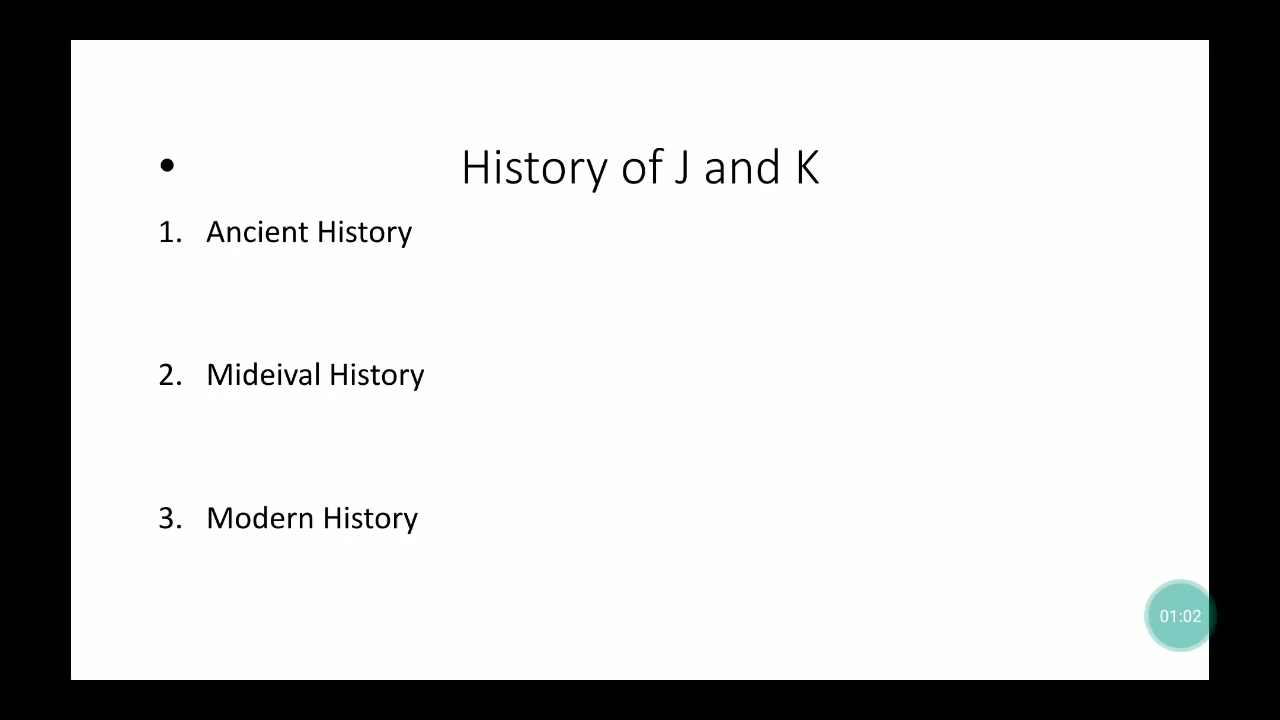 • History of J and K
1. Ancient History
2. Mideival History
3. Modern History
01:02